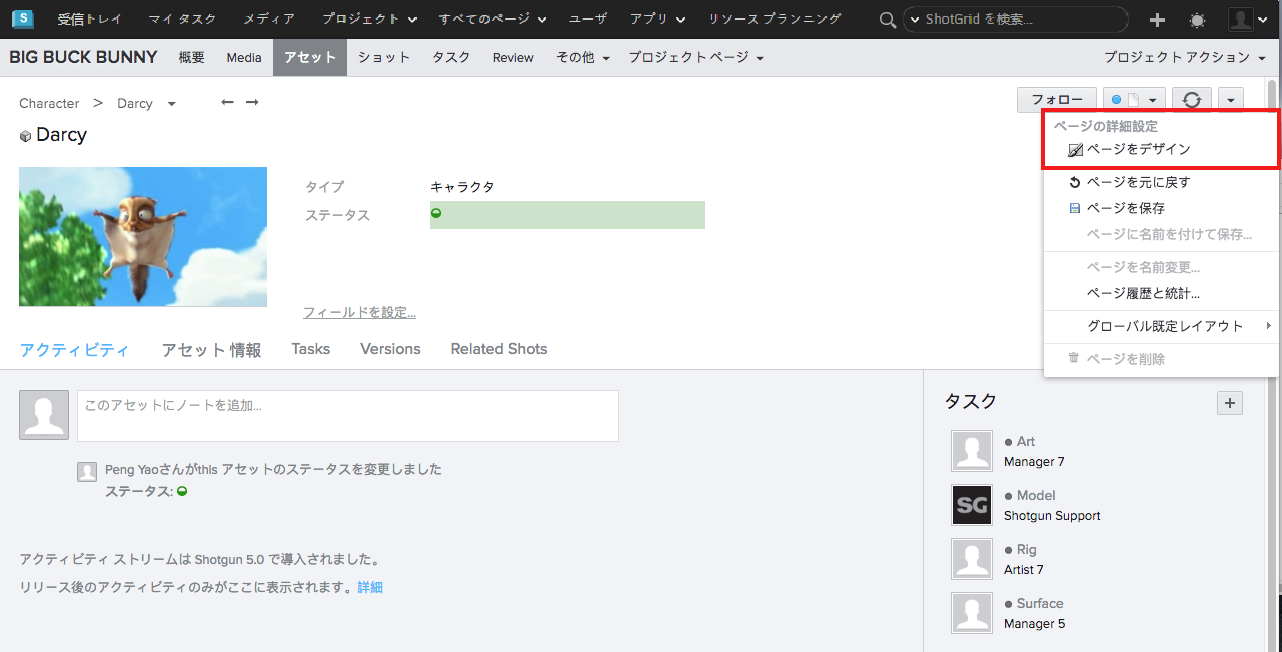 S 受信トレイ マイ タスク メディア プロジェクト すべてのページ ユーザ アプリ リソース プランニング ShotGrid を検索...
BIG BUCK BUNNY 概要 Media アセット ショット タスク Review その他 プロジェクト ページ プロジェクト アクション
Character > Darcy ← →
フォロー
Darcy
タイプ キャラクタ
ステータス
フィールドを設定...
ページの詳細設定
ページをデザイン
ページを元に戻す
ページを保存
ページに名前を付けて保存...
ページを名前変更...
ページ履歴と統計...
グローバル既定レイアウト
ページを削除
アクティビティ アセット 情報 Tasks Versions Related Shots
このアセットにノートを追加...
Peng Yaoさんがthis アセットのステータスを変更しました
ステータス:
アクティビティ ストリームは Shotgun 5.0 で導入されました。
リリース後のアクティビティのみがここに表示されます。詳細
タスク +
Art
Manager 7
SG
Model
Shotgun Support
Rig
Artist 7
Surface
Manager 5